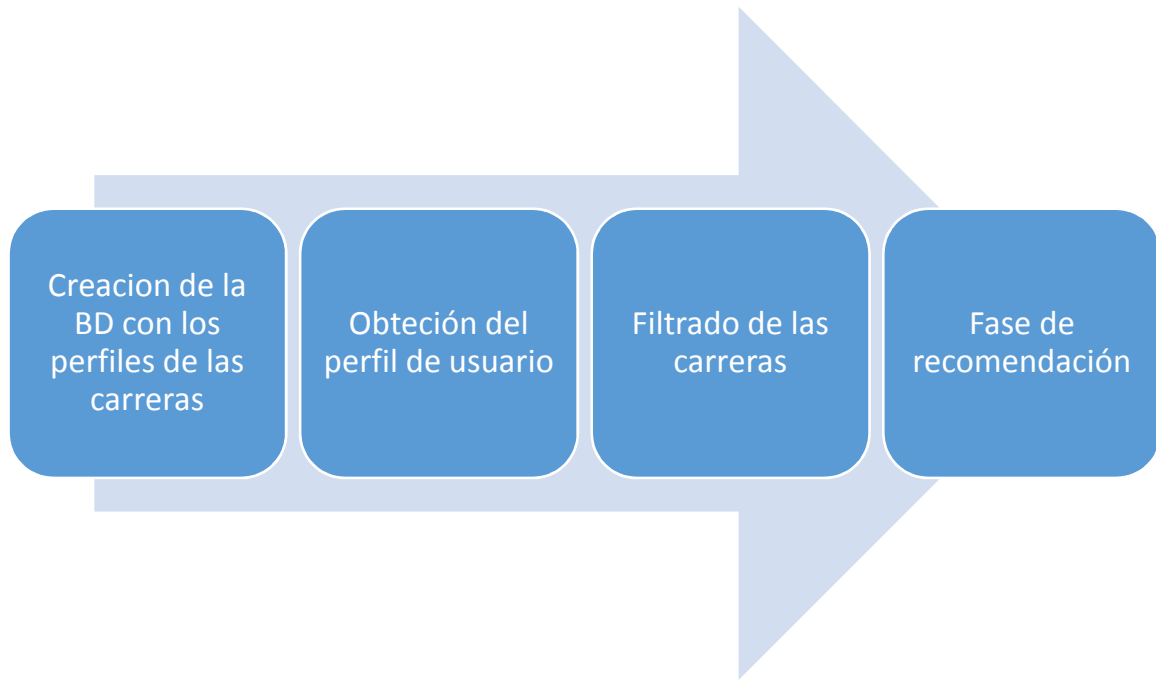 Creacion de la
BD con los
perfiles de las
carreras
Obteción del
perfil de usuario
Filtrado de las
carreras
Fase de
recomendación